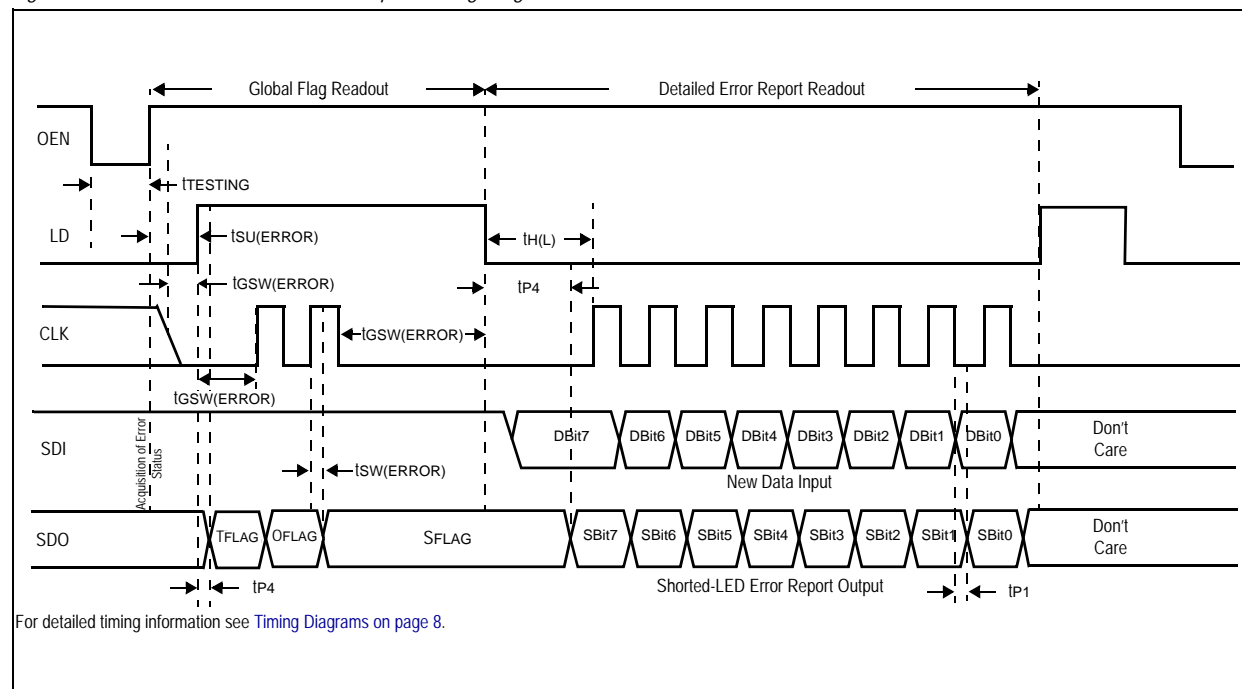 Global Flag Readout
Detailed Error Report Readout
OEN
tTESTING
LD
tSU(ERROR)
tH(L)
tGSW(ERROR)
tP4
CLK
tGSW(ERROR)
tGSW(ERROR)
SDI
Acquisition of Error
Status
DBit7 DBit6 DBit5 DBit4 DBit3 DBit2 DBit1 DBit0
Don't
Care
tSW(ERROR)
New Data Input
SDO
TFLAG OFLAG SFLAG
SBit7 SBit6 SBit5 SBit4 SBit3 SBit2 SBit1 SBit0
Don't
Care
tP4
Shorted-LED Error Report Output
tP1
For detailed timing information see Timing Diagrams on page 8.